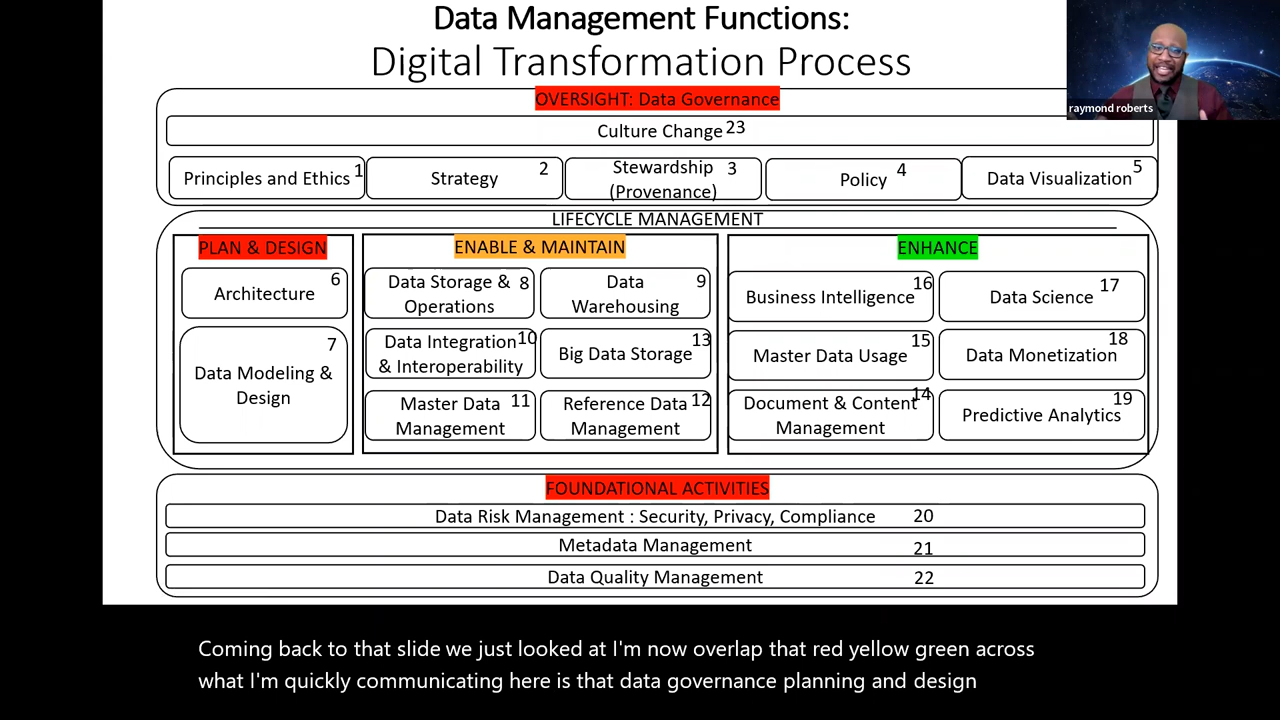 Data Management Functions:
Digital Transformation Process
raymond roberts
OVERSIGHT: Data Governance
Culture Change 23
Principles and Ethics 1
Strategy 2
Stewardship 3
(Provenance)
Policy 4
Data Visualization 5
LIFECYCLE MANAGEMENT
PLAN & DESIGN
Architecture 6
Data Modeling & 7
Design
ENABLE & MAINTAIN
Data Storage & 8
Operations
Data 9
Warehousing
Data Integration 10
& Interoperability
Big Data Storage 13
Master Data 11
Management
Reference Data 12
Management
ENHANCE
Business Intelligence 16
Data Science 17
Master Data Usage 15
Data Monetization 18
Document & Content 14
Management
Predictive Analytics 19
FOUNDATIONAL ACTIVITIES
Data Risk Management : Security, Privacy, Compliance 20
Metadata Management 21
Data Quality Management 22
Coming back to that slide we just looked at I'm now overlap that red yellow green across
what I'm quickly communicating here is that data governance planning and design